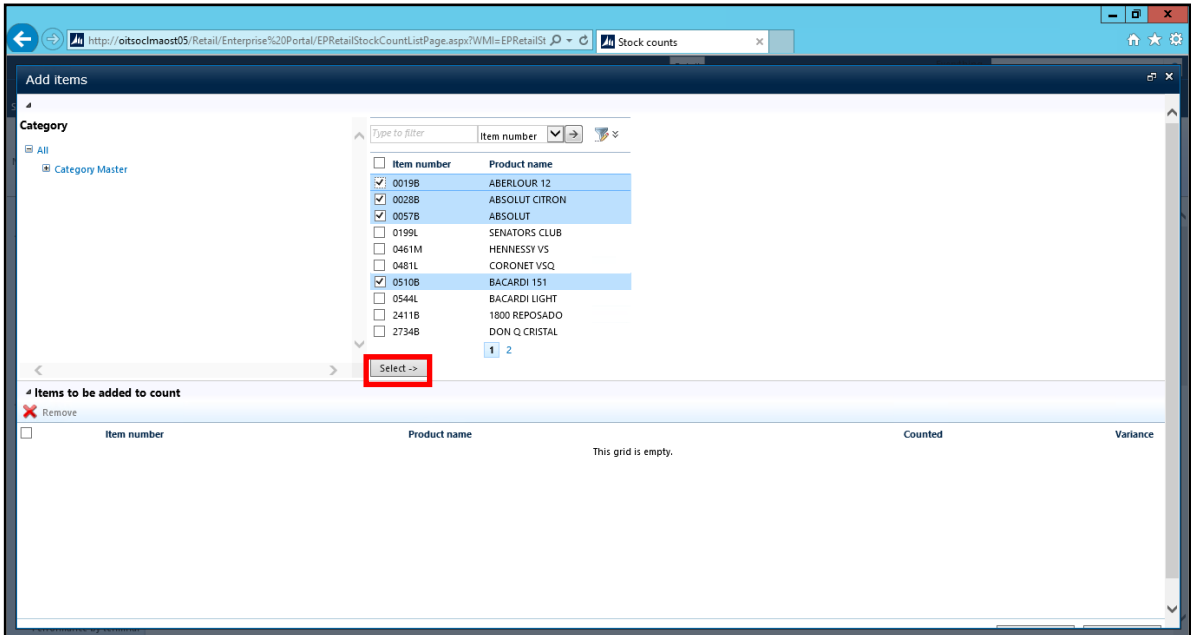 http://oitsoclmaost05/Retail/Enterprise%20Portal/EPRetailStockCountListPage.aspx?WMI=EPRetailSt
Stock counts
Add items
Category
All
Category Master
Type to filter
Item number
Item number Product name
0019B ABERLOUR 12
0028B ABSOLUT CITRON
0057B ABSOLUT
0199L SENATORS CLUB
0461M HENNESSY VS
0481L CORONET VSQ
0510B BACARDI 151
0544L BACARDI LIGHT
2411B 1800 REPOSADO
2734B DON Q CRISTAL
1 2
Select ->
Items to be added to count
Remove
Item number Product name Counted Variance
This grid is empty.